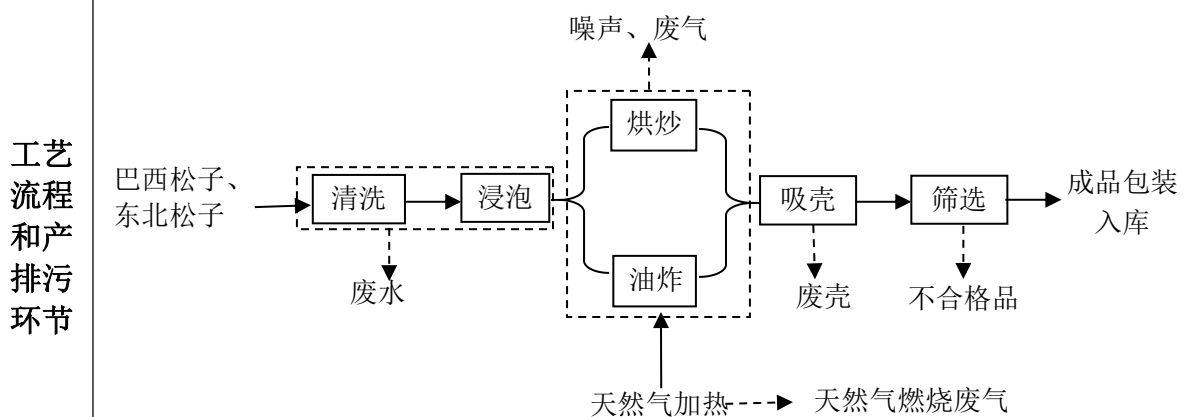 工艺
流程
和产
排污
环节
噪声、废气
烘炒
巴西松子、
东北松子
清洗
浸泡
吸壳
筛选
成品包装
入库
油炸
废水
废壳
不合格品
天然气加热
天然气燃烧废气